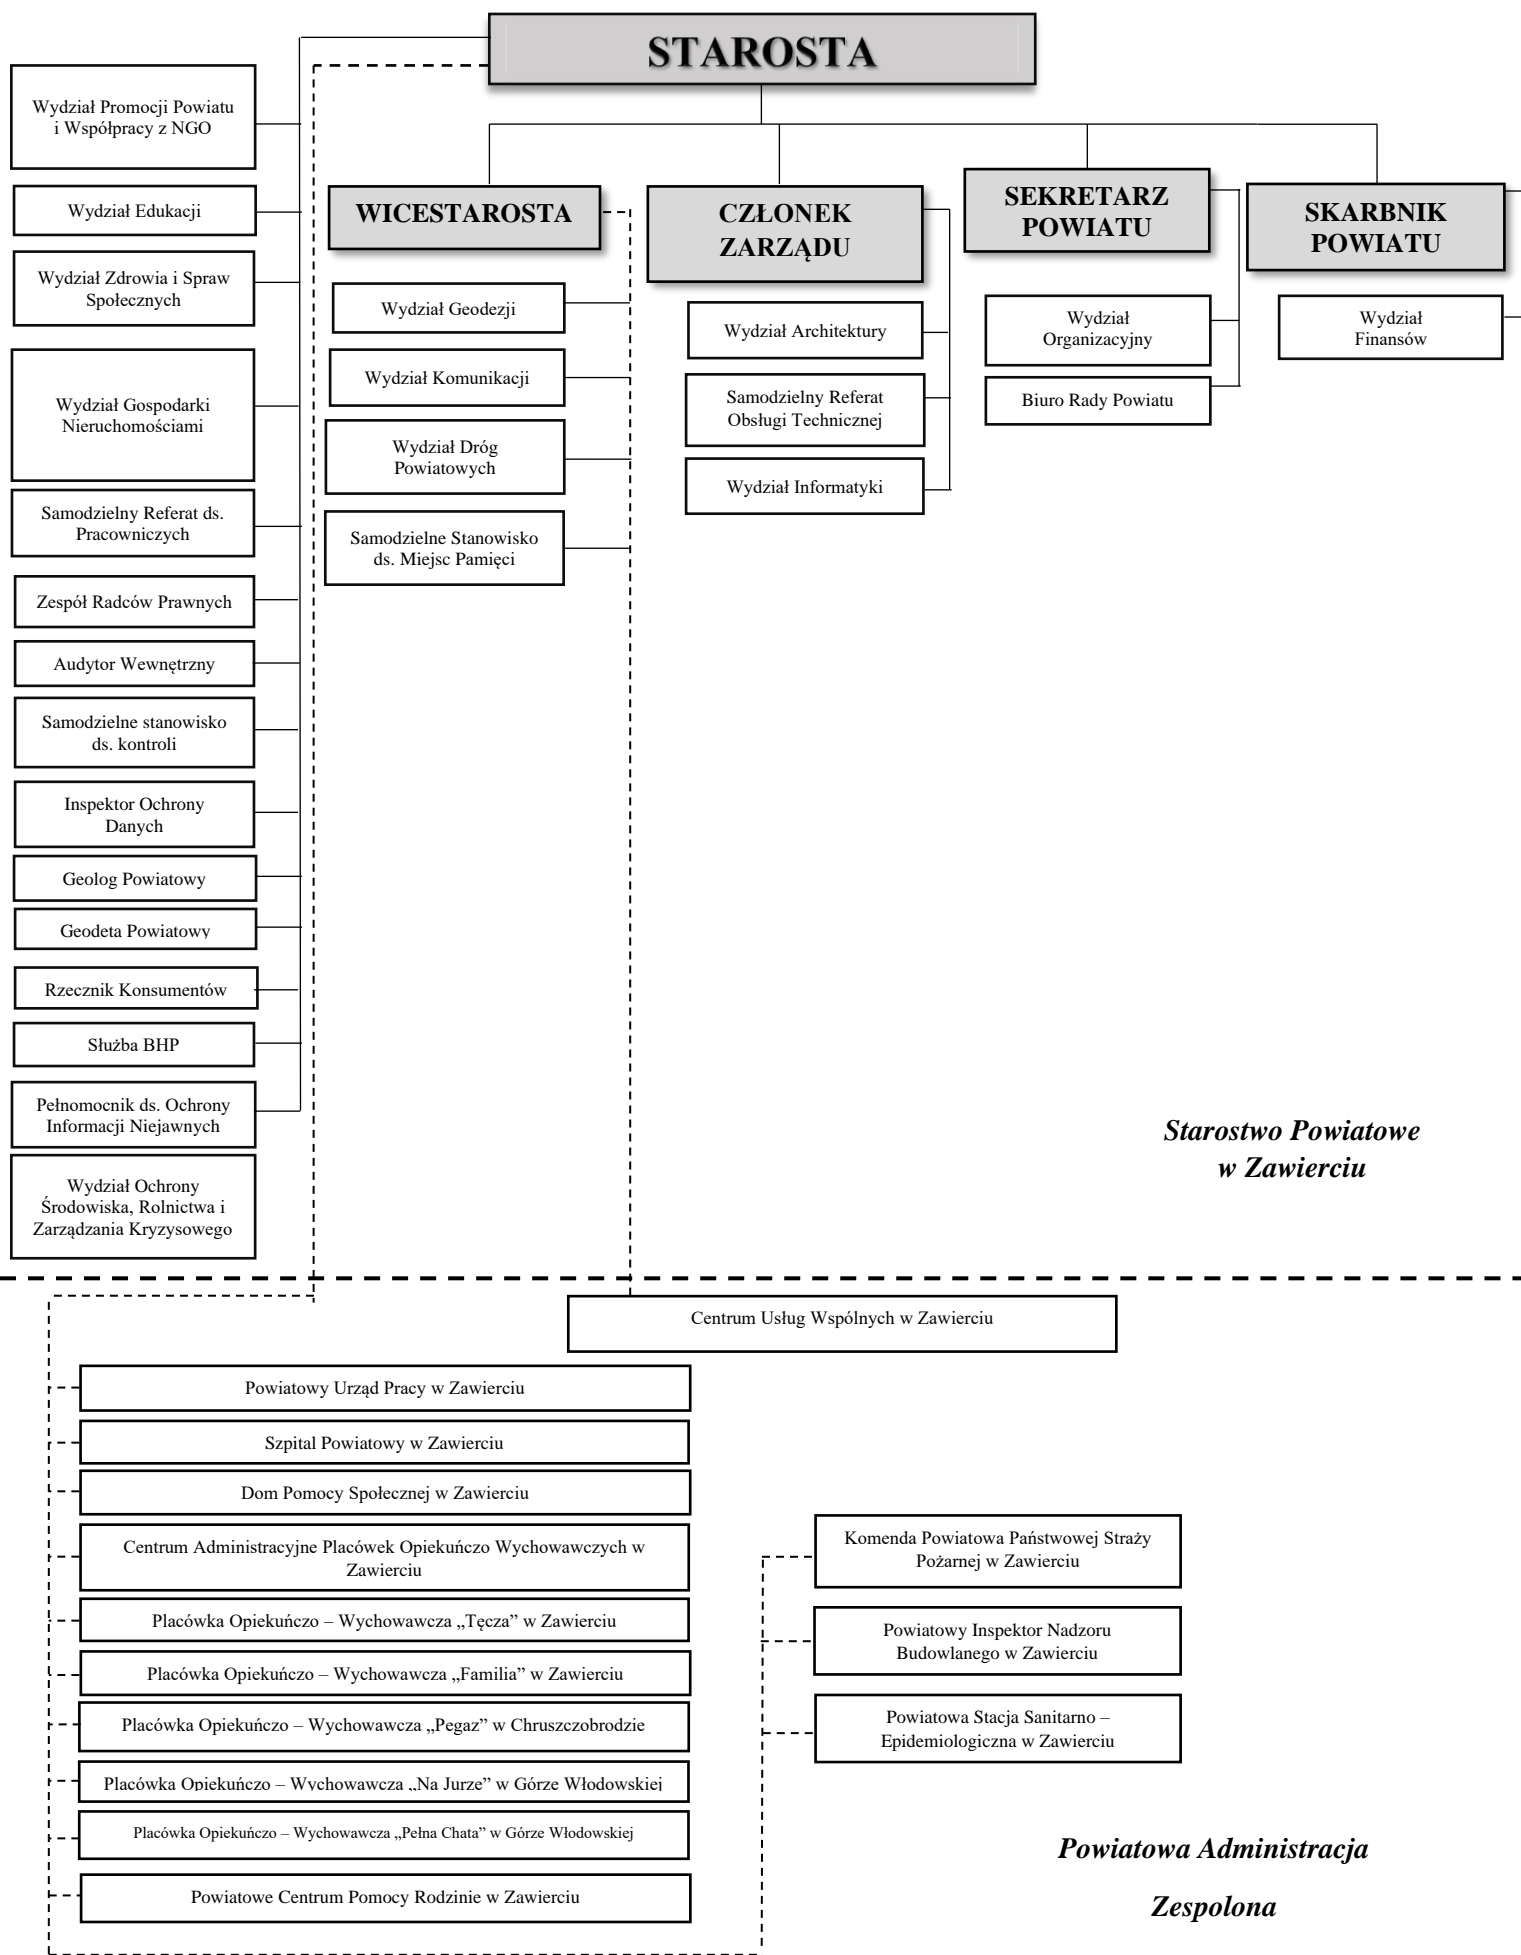 STAROSTA
Wydział Promocji Powiatu
i Współpracy z NGO
Wydział Edukacji
Wydział Zdrowia i Spraw
Społecznych
Wydział Gospodarki
Nieruchomościami
Samodzielny Referat ds.
Pracowniczych
Zespół Radców Prawnych
Audytor Wewnętrzny
Samodzielne stanowisko
ds. kontroli
Inspektor Ochrony
Danych
Geolog Powiatowy
Geodeta Powiatowy
Rzecznik Konsumentów
Służba BHP
Pełnomocnik ds. Ochrony
Informacji Niejawnych
Wydział Ochrony
Środowiska, Rolnictwa i
Zarządzania Kryzysowego
WICESTAROSTA
Wydział Geodezji
Wydział Komunikacji
Wydział Dróg
Powiatowych
Samodzielne Stanowisko
ds. Miejsc Pamięci
CZŁONEK
ZARZĄDU
Wydział Architektury
Samodzielny Referat
Obsługi Technicznej
Wydział Informatyki
SEKRETARZ
POWIATU
Wydział
Organizacyjny
Biuro Rady Powiatu
SKARBNIK
POWIATU
Wydział
Finansów
Starostwo Powiatowe
w Zawierciu
Centrum Usług Wspólnych w Zawierciu
Powiatowy Urząd Pracy w Zawierciu
Szpital Powiatowy w Zawierciu
Dom Pomocy Społecznej w Zawierciu
Centrum Administracyjne Placówek Opiekuńczo Wychowawczych w
Zawierciu
Placówka Opiekuńczo – Wychowawcza „Tęcza” w Zawierciu
Placówka Opiekuńczo – Wychowawcza „Familia” w Zawierciu
Placówka Opiekuńczo – Wychowawcza „Pegaz” w Chruszczobrodzie
Placówka Opiekuńczo – Wychowawcza „Na Jurze” w Górze Włodowskiej
Placówka Opiekuńczo – Wychowawcza „Pełna Chata” w Górze Włodowskiej
Powiatowe Centrum Pomocy Rodzinie w Zawierciu
Komenda Powiatowa Państwowej Straży
Pożarnej w Zawierciu
Powiatowy Inspektor Nadzoru
Budowlanego w Zawierciu
Powiatowa Stacja Sanitarno –
Epidemiologiczna w Zawierciu
Powiatowa Administracja
Zespolona